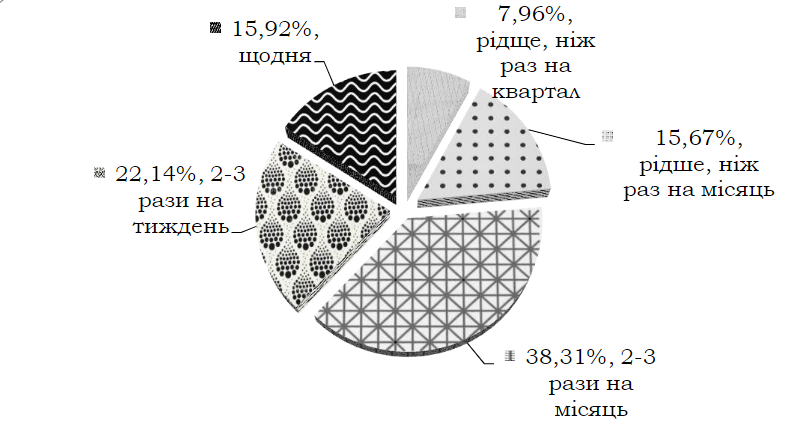 7,96%,
рідще, ніж
раз на
квартал
15,92%,
щодня
15,67%,
рідше, ніж
раз на місяць
22,14%, 2-3
рази на
тиждень
38,31%, 2-3
рази на
місяць